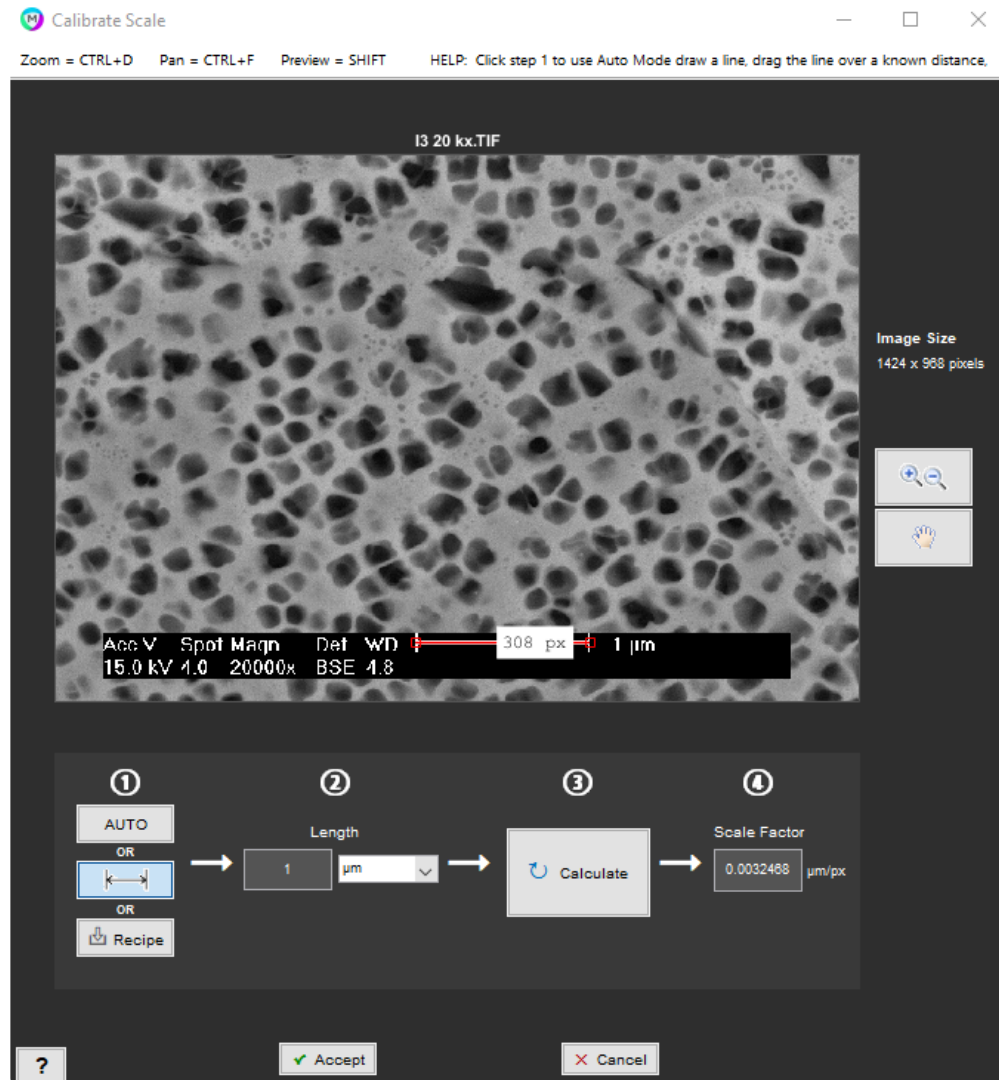 Calibrate Scale
Zoom = CTRL+D Pan = CTRL+F Preview = SHIFT HELP: Click step 1 to use Auto Mode draw a line, drag the line over a known distance,
I3 20 kx.TIF
Image Size
1424 x 968 pixels
Acc V Spot Magn Det WD 308 px 1 µm
15.0 kV 4.0 20000x BSE 4.8
1 2 3 4
AUTO
OR
Length
1 µm
Calculate
Scale Factor
0.0032468 µm/px
OR
Recipe
? Accept Cancel